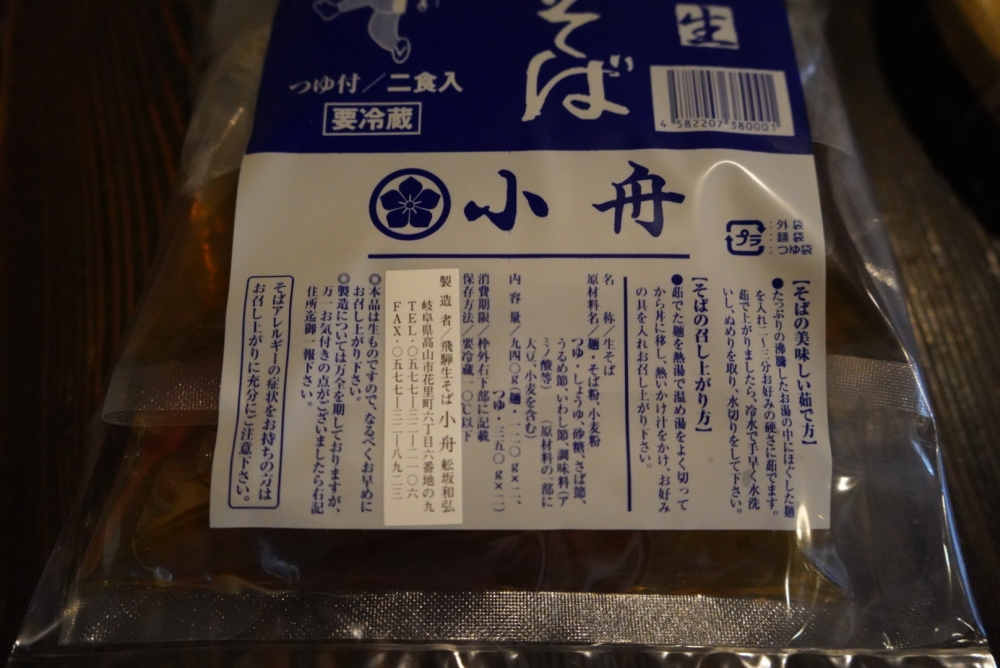 生
そば
つゆ付/二食入
要冷蔵
4 582207 380001
小舟
プラ
外袋
麺袋
つゆ袋
【そばの美味しい茹で方】
●たっぷりの沸騰したお湯の中にほぐした麺
を入れ二~三分お好みの硬さに茹でます。
茹で上がりましたら、冷水で手早く水洗
いし、ぬめりを取り、水切りをして下さい。
【そばの召し上がり方】
●茹でた麺を熱湯で温め湯をよく切って
から丼に移し、熱いかけ汁をかけ、お好み
の具を入れお召し上がり下さい。
名称/生そば
原材料名/麺・そば粉、小麦粉
つゆ・しょうゆ、砂糖、さば節、
うるめ節、いわし節、調味料(ア
ミノ酸等)(原材料の一部に
大豆、小麦を含む)
内容量/九四〇g(麺・一二〇g×二、
つゆ 三五〇g×二)
消費期限/枠外右下部に記載
保存方法/要冷蔵一〇℃以下
製造者/飛騨生そば 小舟 舩坂和弘
岐阜県高山市花里町六丁目六番地の九
TEL・〇五七七-三二-二一〇六
FAX・〇五七七-三二-八九二三
◎本品は生ものですので、なるべくお早めに
お召し上がり下さい。
◎製造については万全を期しておりますが、
万一お気付きの点がございましたら右記
住所迄御一報下さい。
そばアレルギーの症状をお持ちの方は
お召し上がりに充分にご注意下さい。